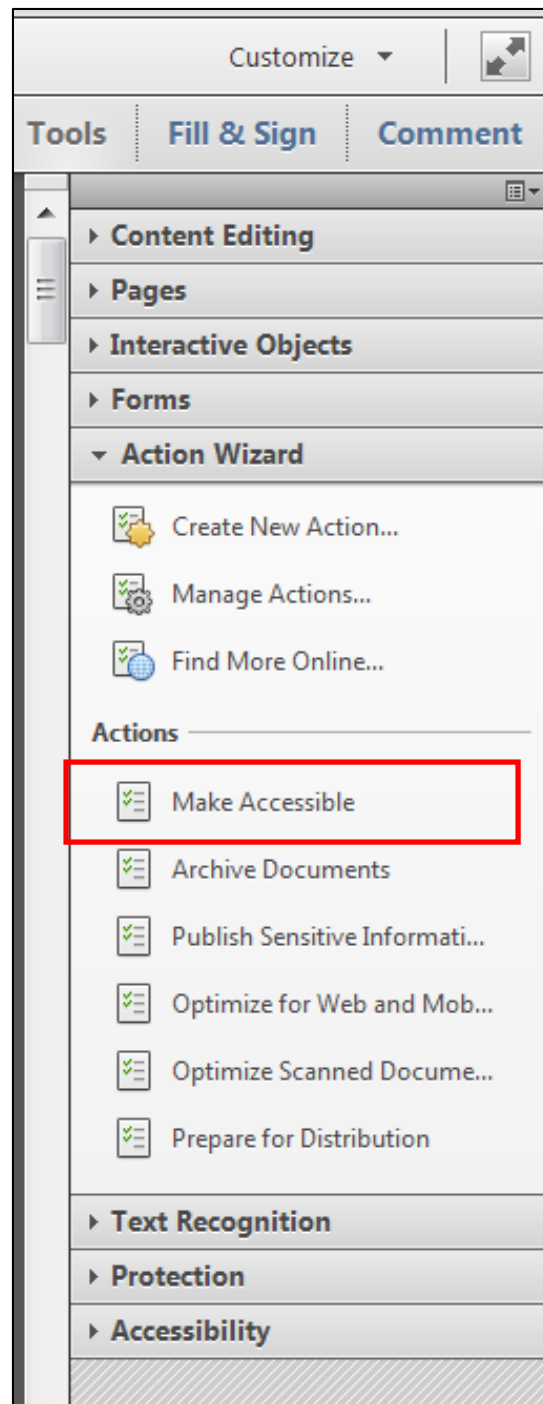 Customize
Tools Fill & Sign Comment
Content Editing
Pages
Interactive Objects
Forms
Action Wizard
Create New Action...
Manage Actions...
Find More Online...
Actions
Make Accessible
Archive Documents
Publish Sensitive Informati...
Optimize for Web and Mob...
Optimize Scanned Docume...
Prepare for Distribution
Text Recognition
Protection
Accessibility